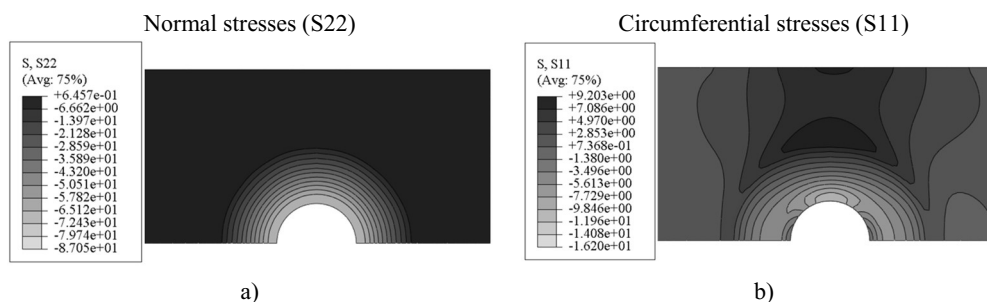 Normal stresses (S22)
S, S22
(Avg: 75%)
+6.457e-01
-6.662e+00
-1.397e+01
-2.128e+01
-2.859e+01
-3.589e+01
-4.320e+01
-5.051e+01
-5.782e+01
-6.512e+01
-7.243e+01
-7.974e+01
-8.705e+01
a)
Circumferential stresses (S11)
S, S11
(Avg: 75%)
+9.203e+00
+7.086e+00
+4.970e+00
+2.853e+00
+7.368e-01
-1.380e+00
-3.496e+00
-5.613e+00
-7.729e+00
-9.846e+00
-1.196e+01
-1.408e+01
-1.620e+01
b)